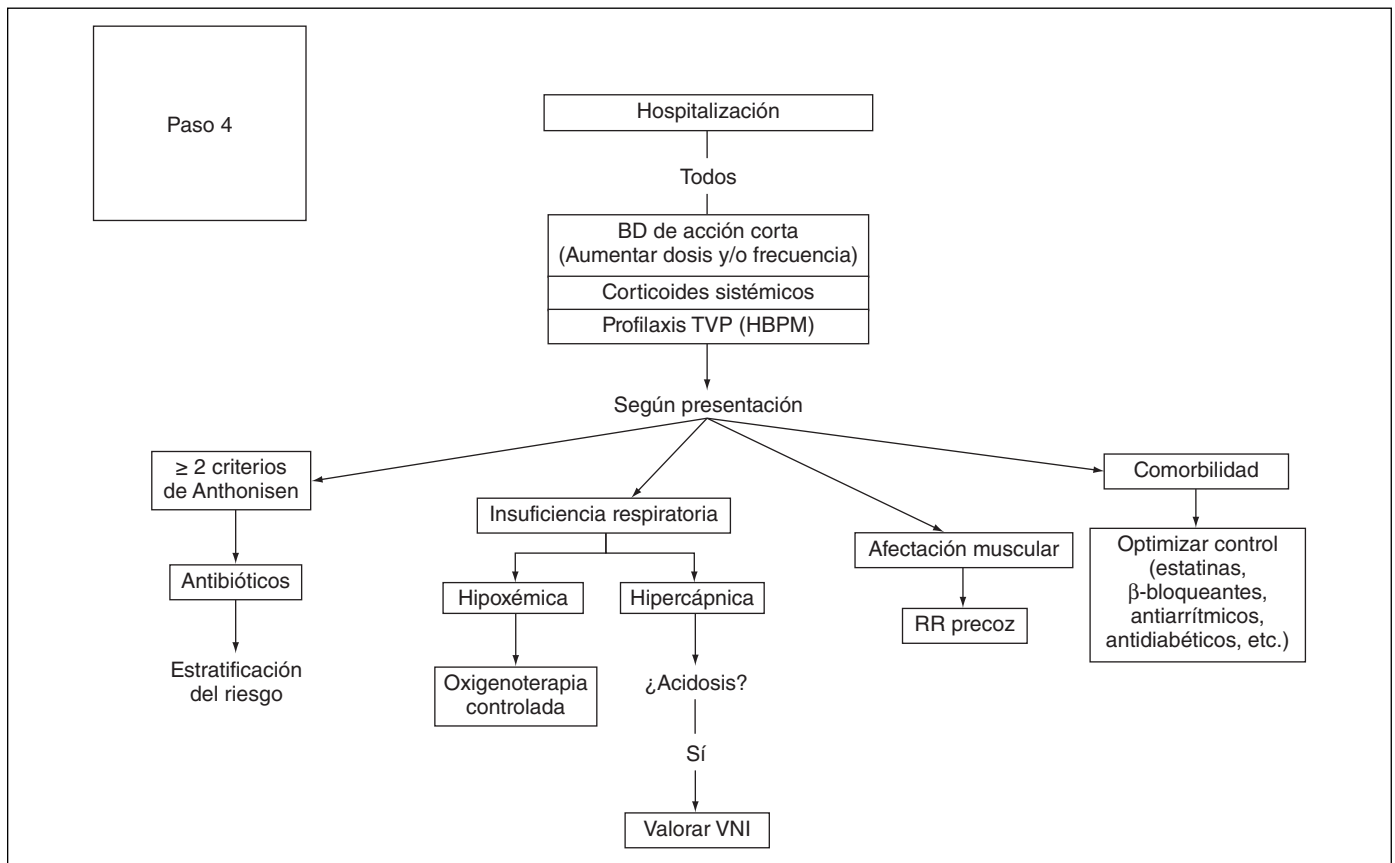 Paso 4
Hospitalización
Todos
BD de acción corta
(Aumentar dosis y/o frecuencia)
Corticoides sistémicos
Profilaxis TVP (HBPM)
Según presentación
≥ 2 criterios
de Anthonisen
Antibióticos
Estratificación
del riesgo
Insuficiencia respiratoria
Hipoxémica
Oxigenoterapia
controlada
Hipercápnica
¿Acidosis?
Sí
Valorar VNI
Afectación muscular
RR precoz
Comorbilidad
Optimizar control
(estatinas,
β-bloqueantes,
antiarrítmicos,
antidiabéticos, etc.)